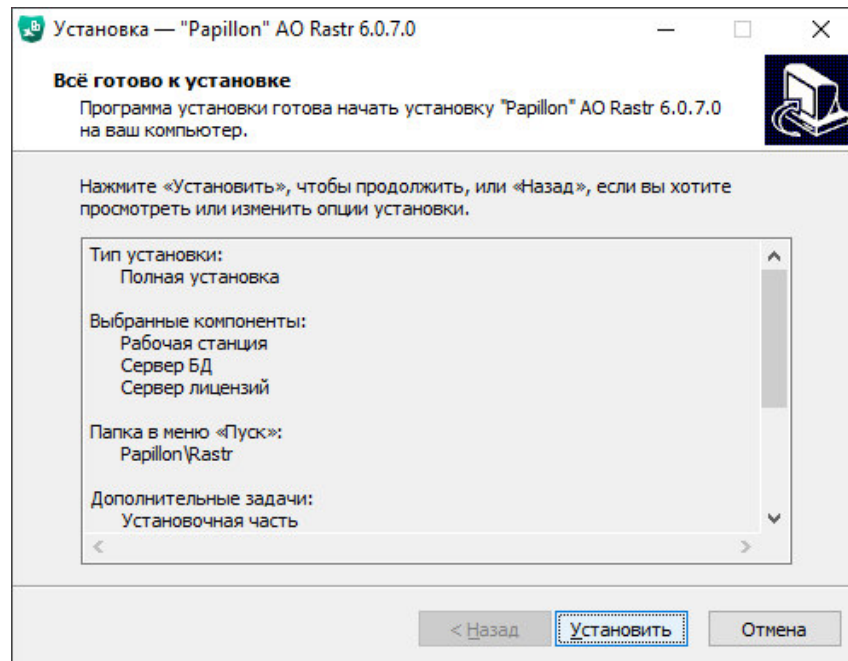 Установка — "Papillon" AO Rastr 6.0.7.0
Всё готово к установке
Программа установки готова начать установку "Papillon" AO Rastr 6.0.7.0
на ваш компьютер.
Нажмите «Установить», чтобы продолжить, или «Назад», если вы хотите
просмотреть или изменить опции установки.
Тип установки:
Полная установка
Выбранные компоненты:
Рабочая станция
Сервер БД
Сервер лицензий
Папка в меню «Пуск»:
Papillon\Rastr
Дополнительные задачи:
Установочная часть
< Назад
Установить
Отмена